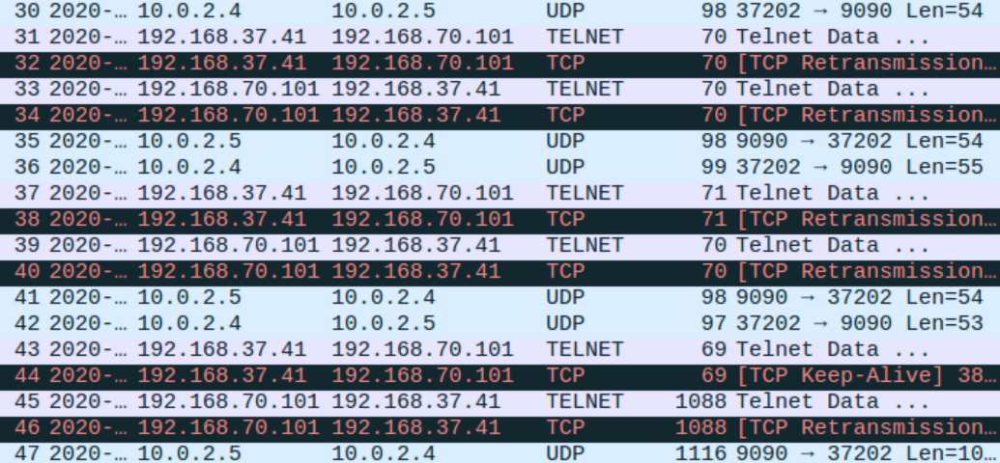 30 2020-… 10.0.2.4 10.0.2.5 UDP 98 37202 → 9090 Len=54
31 2020-… 192.168.37.41 192.168.70.101 TELNET 70 Telnet Data ...
32 2020-… 192.168.37.41 192.168.70.101 TCP 70 [TCP Retransmission…
33 2020-… 192.168.70.101 192.168.37.41 TELNET 70 Telnet Data ...
34 2020-… 192.168.70.101 192.168.37.41 TCP 70 [TCP Retransmission…
35 2020-… 10.0.2.5 10.0.2.4 UDP 98 9090 → 37202 Len=54
36 2020-… 10.0.2.4 10.0.2.5 UDP 99 37202 → 9090 Len=55
37 2020-… 192.168.37.41 192.168.70.101 TELNET 71 Telnet Data ...
38 2020-… 192.168.37.41 192.168.70.101 TCP 71 [TCP Retransmission…
39 2020-… 192.168.70.101 192.168.37.41 TELNET 70 Telnet Data ...
40 2020-… 192.168.70.101 192.168.37.41 TCP 70 [TCP Retransmission…
41 2020-… 10.0.2.5 10.0.2.4 UDP 98 9090 → 37202 Len=54
42 2020-… 10.0.2.4 10.0.2.5 UDP 97 37202 → 9090 Len=53
43 2020-… 192.168.37.41 192.168.70.101 TELNET 69 Telnet Data ...
44 2020-… 192.168.37.41 192.168.70.101 TCP 69 [TCP Keep-Alive] 38…
45 2020-… 192.168.70.101 192.168.37.41 TELNET 1088 Telnet Data ...
46 2020-… 192.168.70.101 192.168.37.41 TCP 1088 [TCP Retransmission…
47 2020-… 10.0.2.5 10.0.2.4 UDP 1116 9090 → 37202 Len=10…